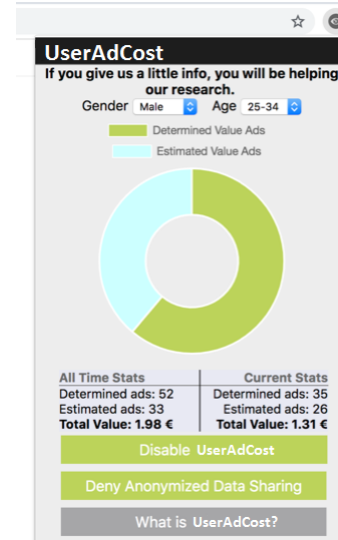 UserAdCost
If you give us a little info, you will be helping
our research.
Gender Male Age 25-34
Determined Value Ads
Estimated Value Ads
All Time Stats Current Stats
Determined ads: 52 Determined ads: 35
Estimated ads: 33 Estimated ads: 26
Total Value: 1.98 € Total Value: 1.31 €
Disable UserAdCost
Deny Anonymized Data Sharing
What is UserAdCost?